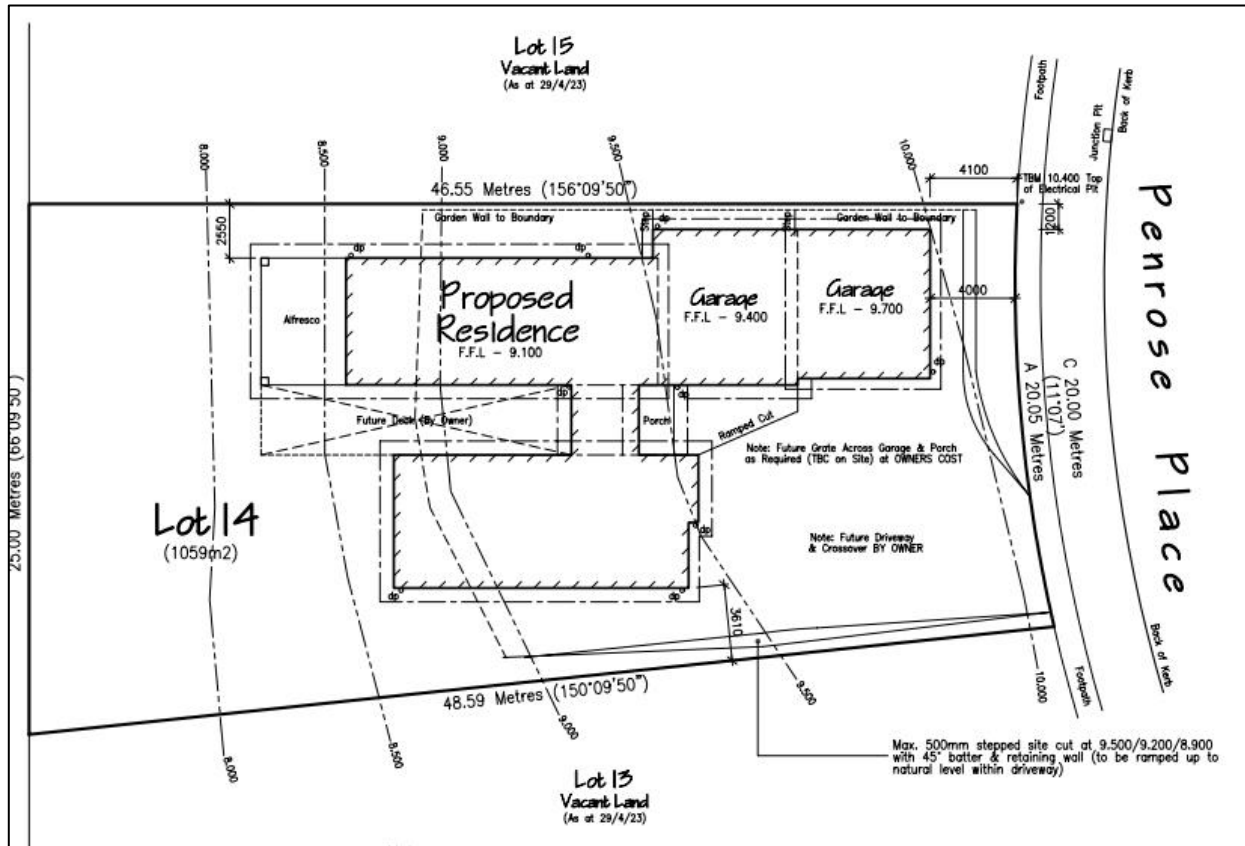 Lot 15
Vacant Land
(As at 29/4/23)
Footpath
Back of Kerb
Junction Pit
8.000
8.500
9.000
9.500
10.000
4100
46.55 Metres (156°09'50")
TBM 10.400 Top
of Electrical Pit
1200
2550
Garden Wall to Boundary
Step
dp
Step
Garden Wall to Boundary
dp
dp
Proposed
Residence
F.F.L - 9.100
Garage
F.F.L - 9.400
Garage
F.F.L - 9.700
4000
Alfresco
Penrose Place
C 20.00 Metres
(11°07')
A 20.05 Metres
dp
dp
dp
Future Deck (By Owner)
Porch
Ramped Cut
Note: Future Grate Across Garage & Porch
as Required (TBC on Site) at OWNERS COST
25.00 Metres (66°09'50")
Lot 14
(1059m2)
dp
Note: Future Driveway
& Crossover BY OWNER
dp
dp
3610
48.59 Metres (150°09'50")
9.500
10.000
Footpath
Back of Kerb
8.000
8.500
9.000
Max. 500mm stepped site cut at 9.500/9.200/8.900
with 45° batter & retaining wall (to be ramped up to
natural level within driveway)
Lot 13
Vacant Land
(As at 29/4/23)